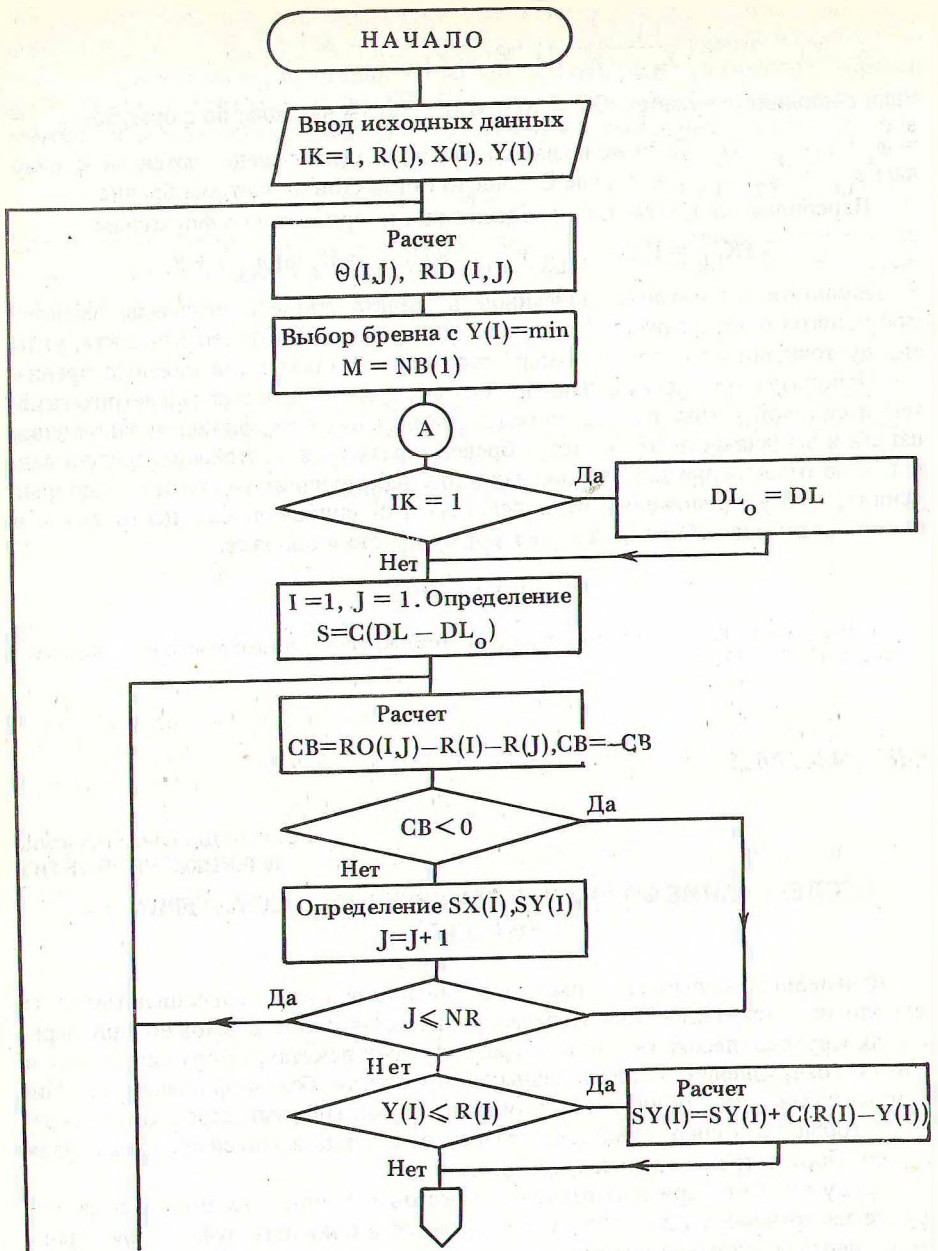 НАЧАЛО
Ввод исходных данных
IK=1, R(I), X(I), Y(I)
Расчет
Θ(I,J), RD (I,J)
Выбор бревна с Y(I)=min
M = NB(1)
A
IK = 1
Да
DL₀ = DL
Нет
I =1, J = 1. Определение
S=C(DL – DL₀)
Расчет
CB=RO(I,J)–R(I)–R(J),CB=–CB
CB < 0
Да
Нет
Определение SX(I),SY(I)
J=J+ 1
Да
J⩽NR
Нет
Y(I)⩽R(I)
Да
Расчет
SY(I)=SY(I)+C(R(I)–Y(I))
Нет